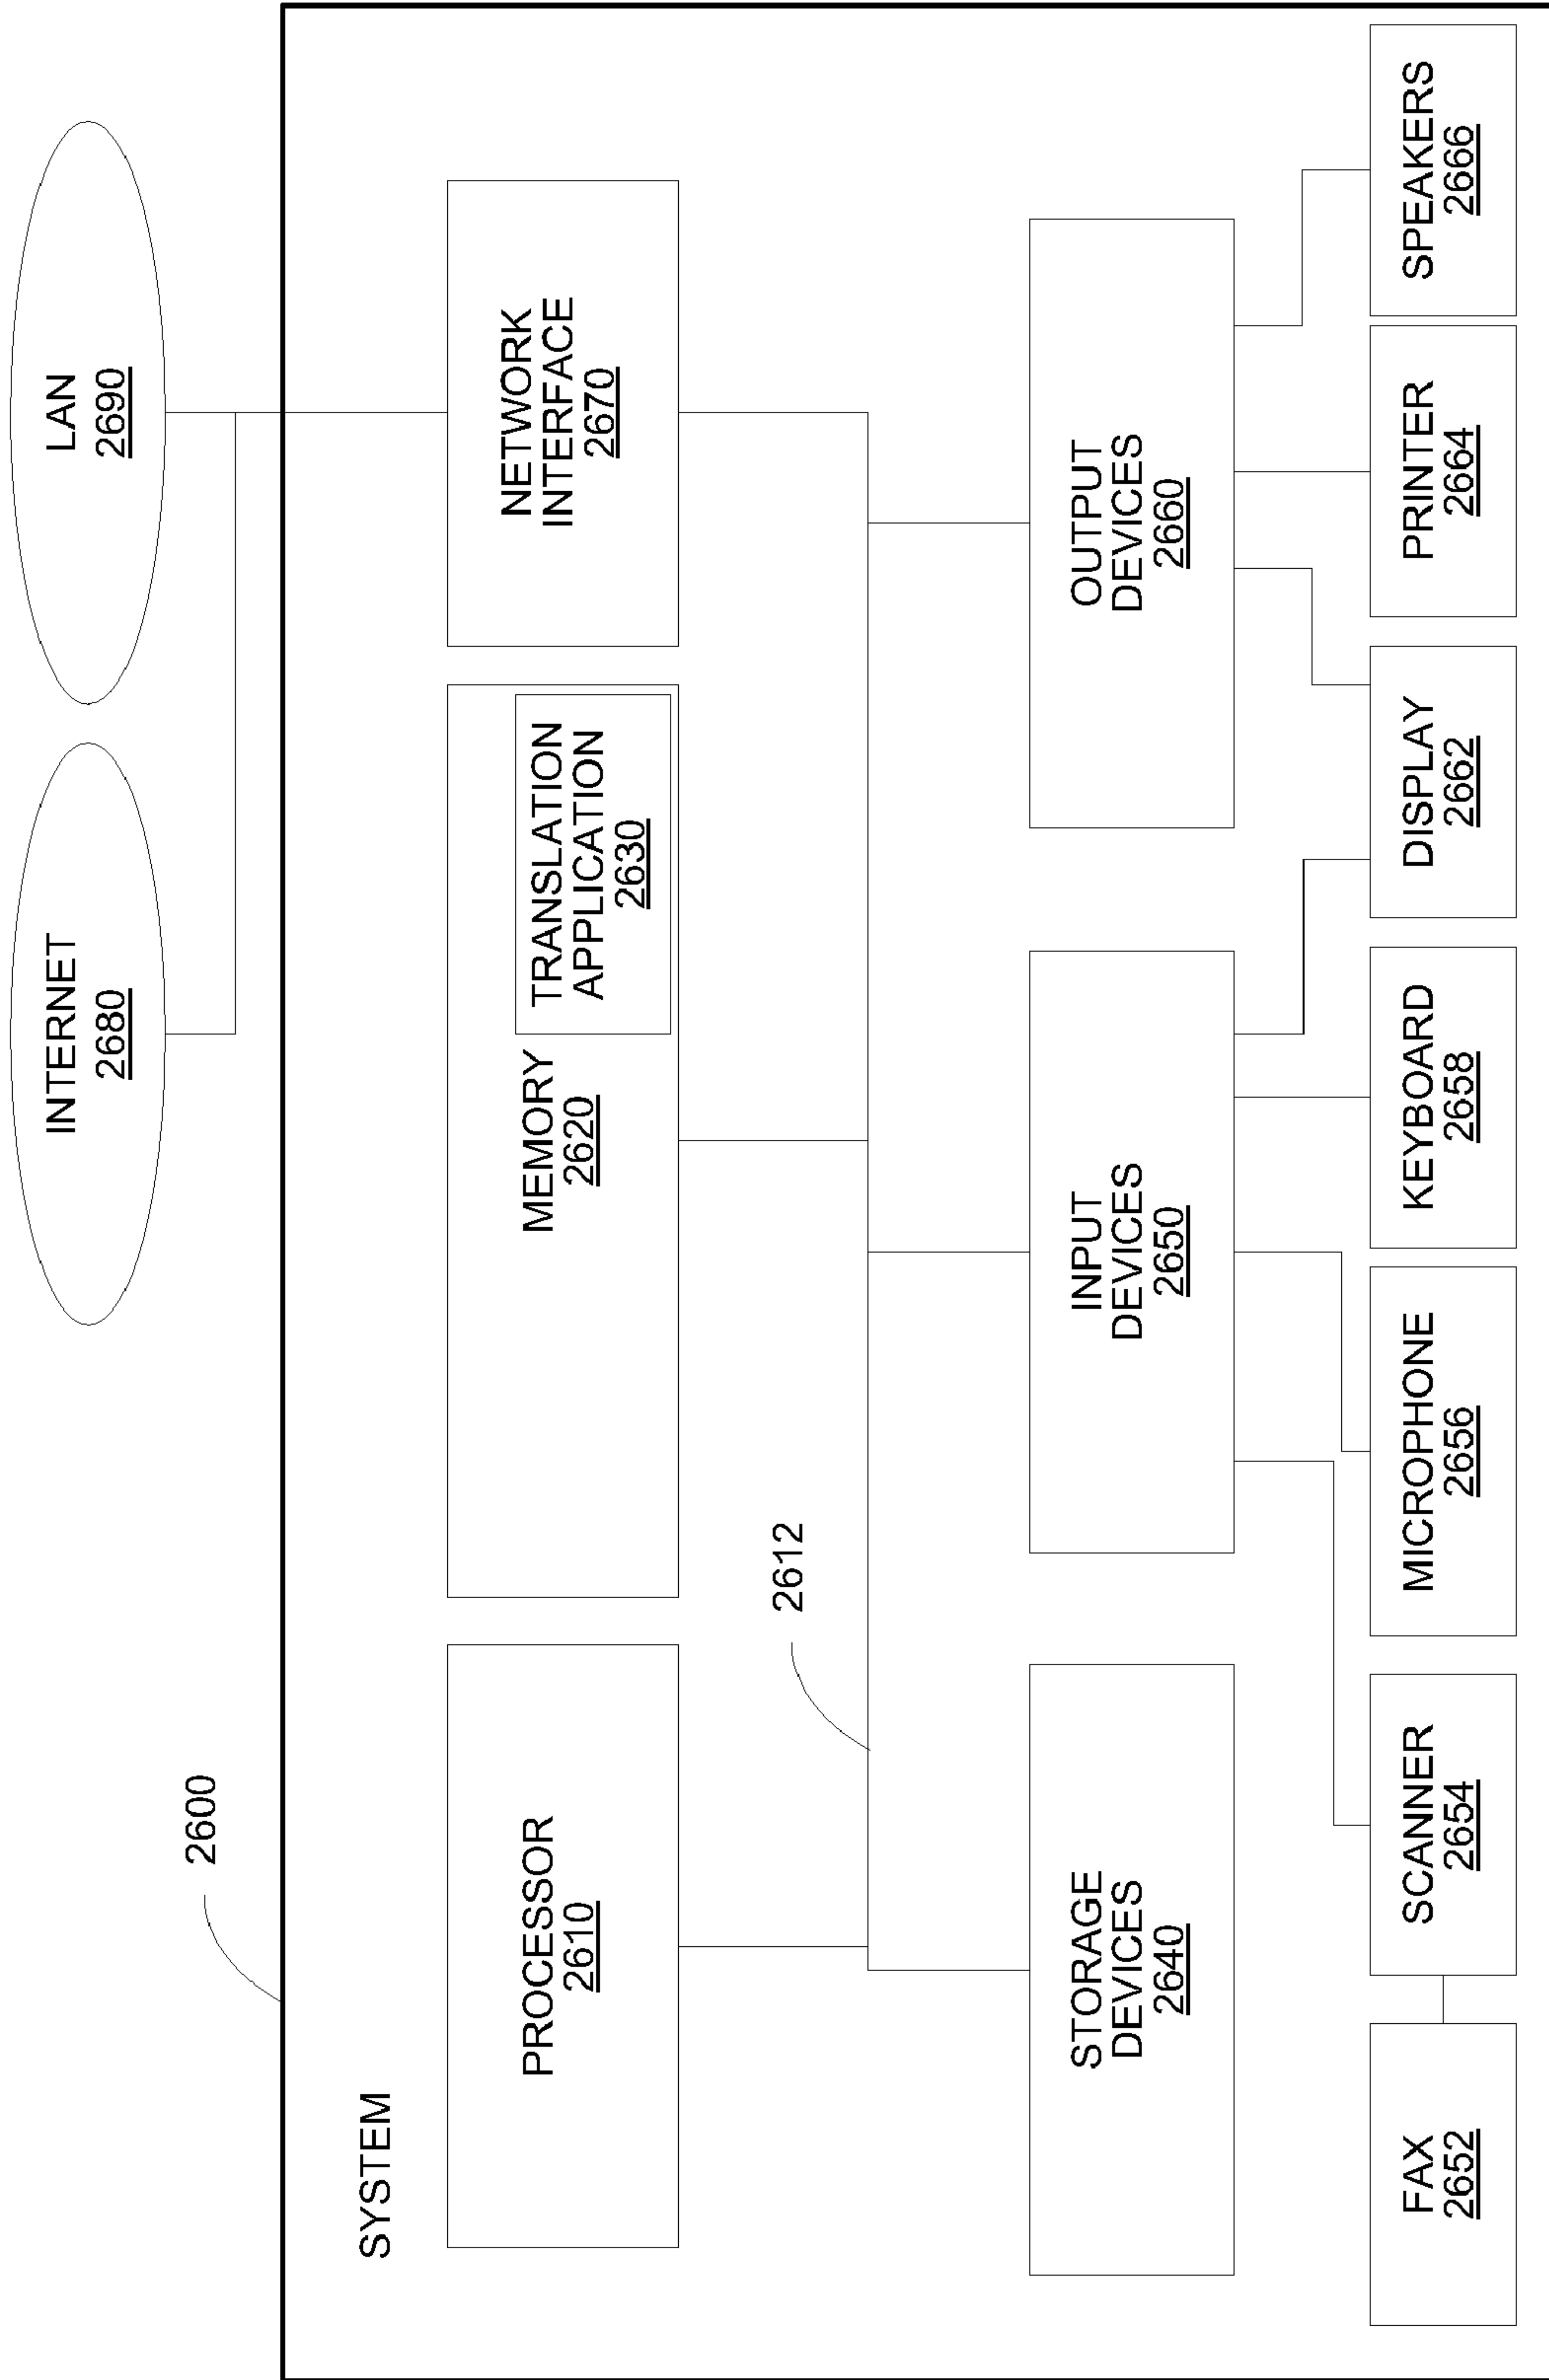 INTERNET
2680
LAN
2690
2600
SYSTEM
PROCESSOR
2610
MEMORY
2620
TRANSLATION
APPLICATION
2630
NETWORK
INTERFACE
2670
2612
STORAGE
DEVICES
2640
INPUT
DEVICES
2650
OUTPUT
DEVICES
2660
FAX
2652
SCANNER
2654
MICROPHONE
2656
KEYBOARD
2658
DISPLAY
2662
PRINTER
2664
SPEAKERS
2666